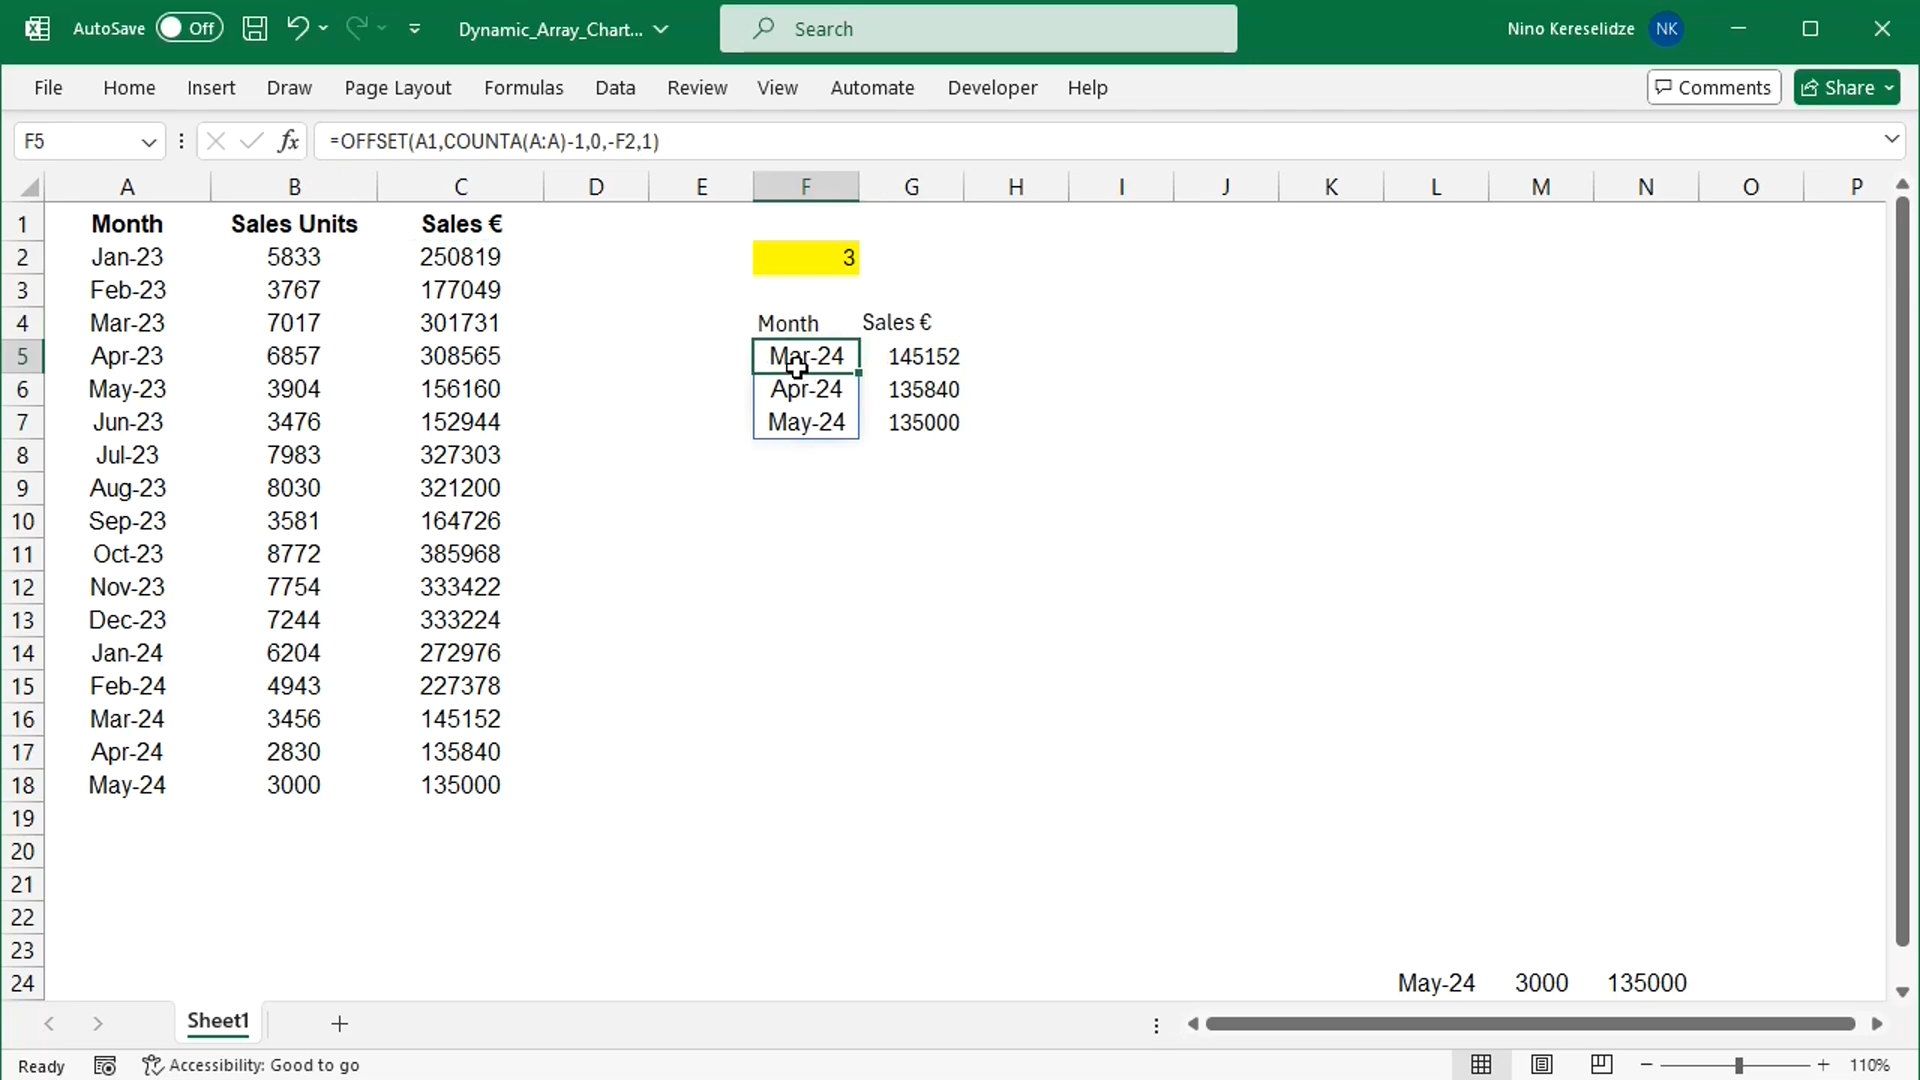 AutoSave Off Dynamic_Array_Chart... Search Nino Kereselidze NK
File Home Insert Draw Page Layout Formulas Data Review View Automate Developer Help Comments Share
F5 fx =OFFSET(A1,COUNTA(A:A)-1,0,-F2,1)
A B C D E F G H I J K L M N O P
1 Month Sales Units Sales €
2 Jan-23 5833 250819 3
3 Feb-23 3767 177049
4 Mar-23 7017 301731 Month Sales €
5 Apr-23 6857 308565 Mar-24 145152
6 May-23 3904 156160 Apr-24 135840
7 Jun-23 3476 152944 May-24 135000
8 Jul-23 7983 327303
9 Aug-23 8030 321200
10 Sep-23 3581 164726
11 Oct-23 8772 385968
12 Nov-23 7754 333422
13 Dec-23 7244 333224
14 Jan-24 6204 272976
15 Feb-24 4943 227378
16 Mar-24 3456 145152
17 Apr-24 2830 135840
18 May-24 3000 135000
19
20
21
22
23
24 May-24 3000 135000
Sheet1
Ready Accessibility: Good to go 110%